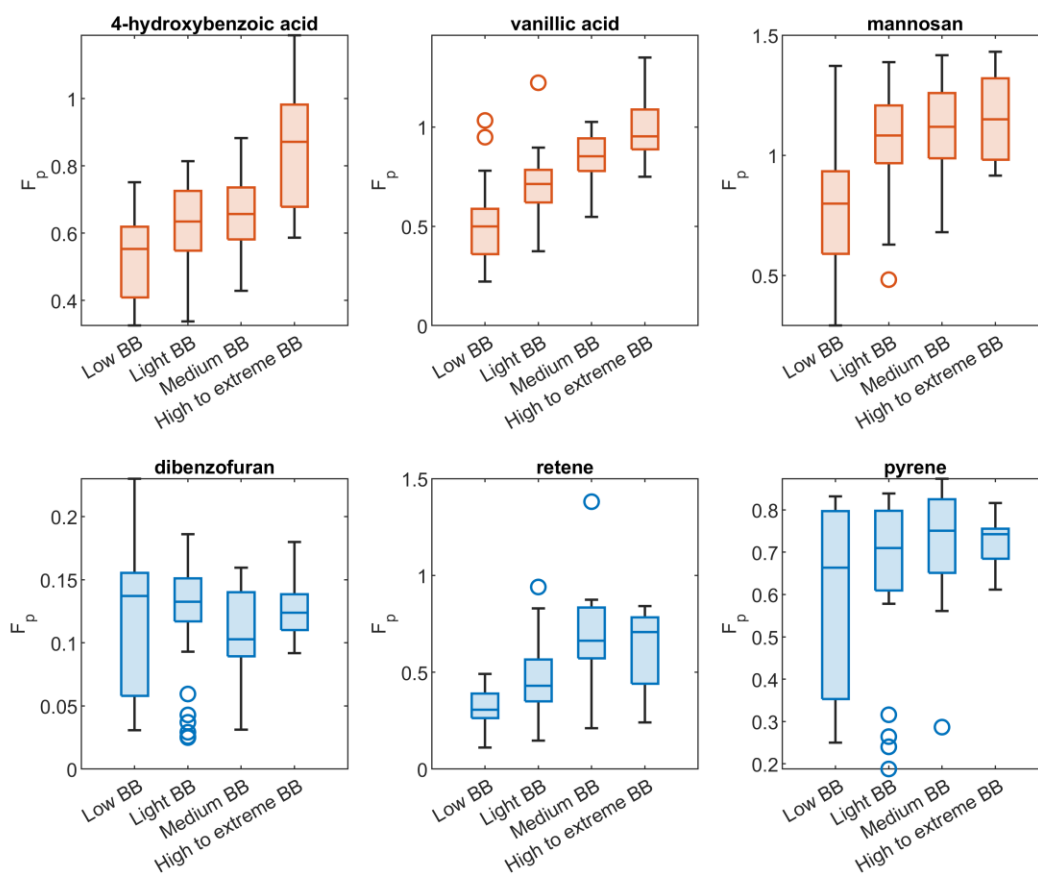 4-hydroxybenzoic acid
1
0.8
0.6
0.4
F_p
Low BB
Light BB
Medium BB
High to extreme BB
vanillic acid
1
0.5
0
F_p
Low BB
Light BB
Medium BB
High to extreme BB
mannosan
1.5
1
0.5
F_p
Low BB
Light BB
Medium BB
High to extreme BB
dibenzofuran
0.2
0.15
0.1
0.05
0
F_p
Low BB
Light BB
Medium BB
High to extreme BB
retene
1.5
1
0.5
0
F_p
Low BB
Light BB
Medium BB
High to extreme BB
pyrene
0.8
0.7
0.6
0.5
0.4
0.3
0.2
F_p
Low BB
Light BB
Medium BB
High to extreme BB